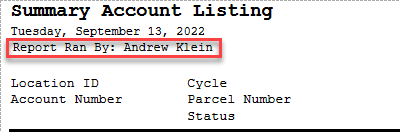 Summary Account Listing
Tuesday, September 13, 2022
Report Ran By: Andrew Klein
Location ID Cycle
Account Number Parcel Number
Status